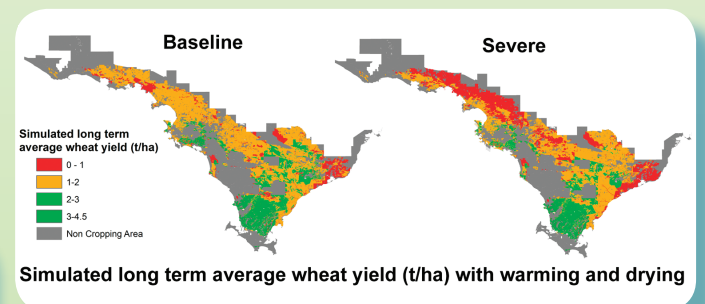 Baseline
Severe
Simulated long term
average wheat yield (t/ha)
0 - 1
1-2
2-3
3-4.5
Non Cropping Area
Simulated long term average wheat yield (t/ha) with warming and drying